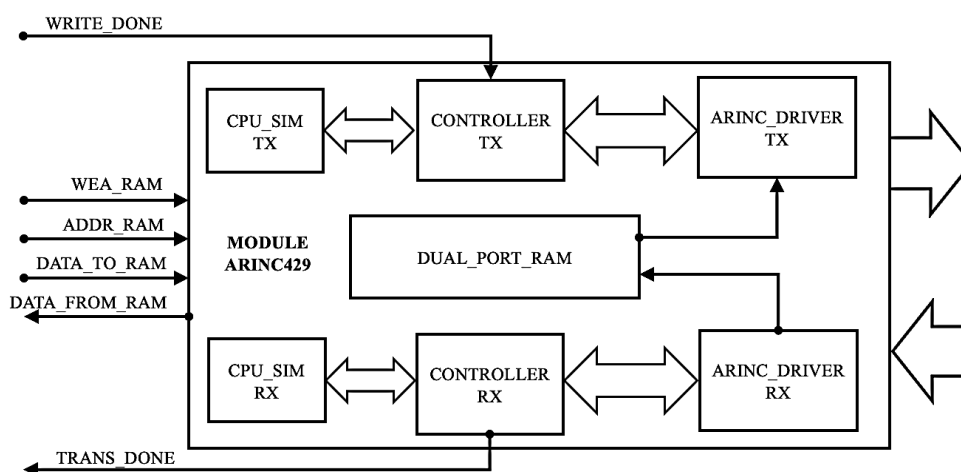 WRITE_DONE
CPU_SIM
TX
CONTROLLER
TX
ARINC_DRIVER
TX
WEA_RAM
ADDR_RAM
DATA_TO_RAM
DATA_FROM_RAM
MODULE
ARINC429
DUAL_PORT_RAM
CPU_SIM
RX
CONTROLLER
RX
ARINC_DRIVER
RX
TRANS_DONE